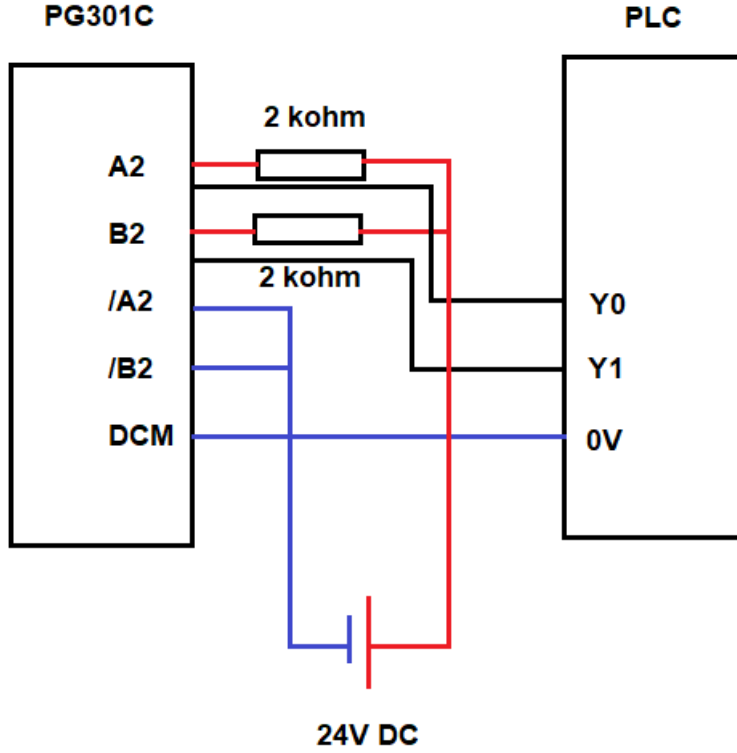 PG301C
PLC
2 kohm
A2
B2
2 kohm
/A2
Y0
/B2
Y1
DCM
0V
24V DC